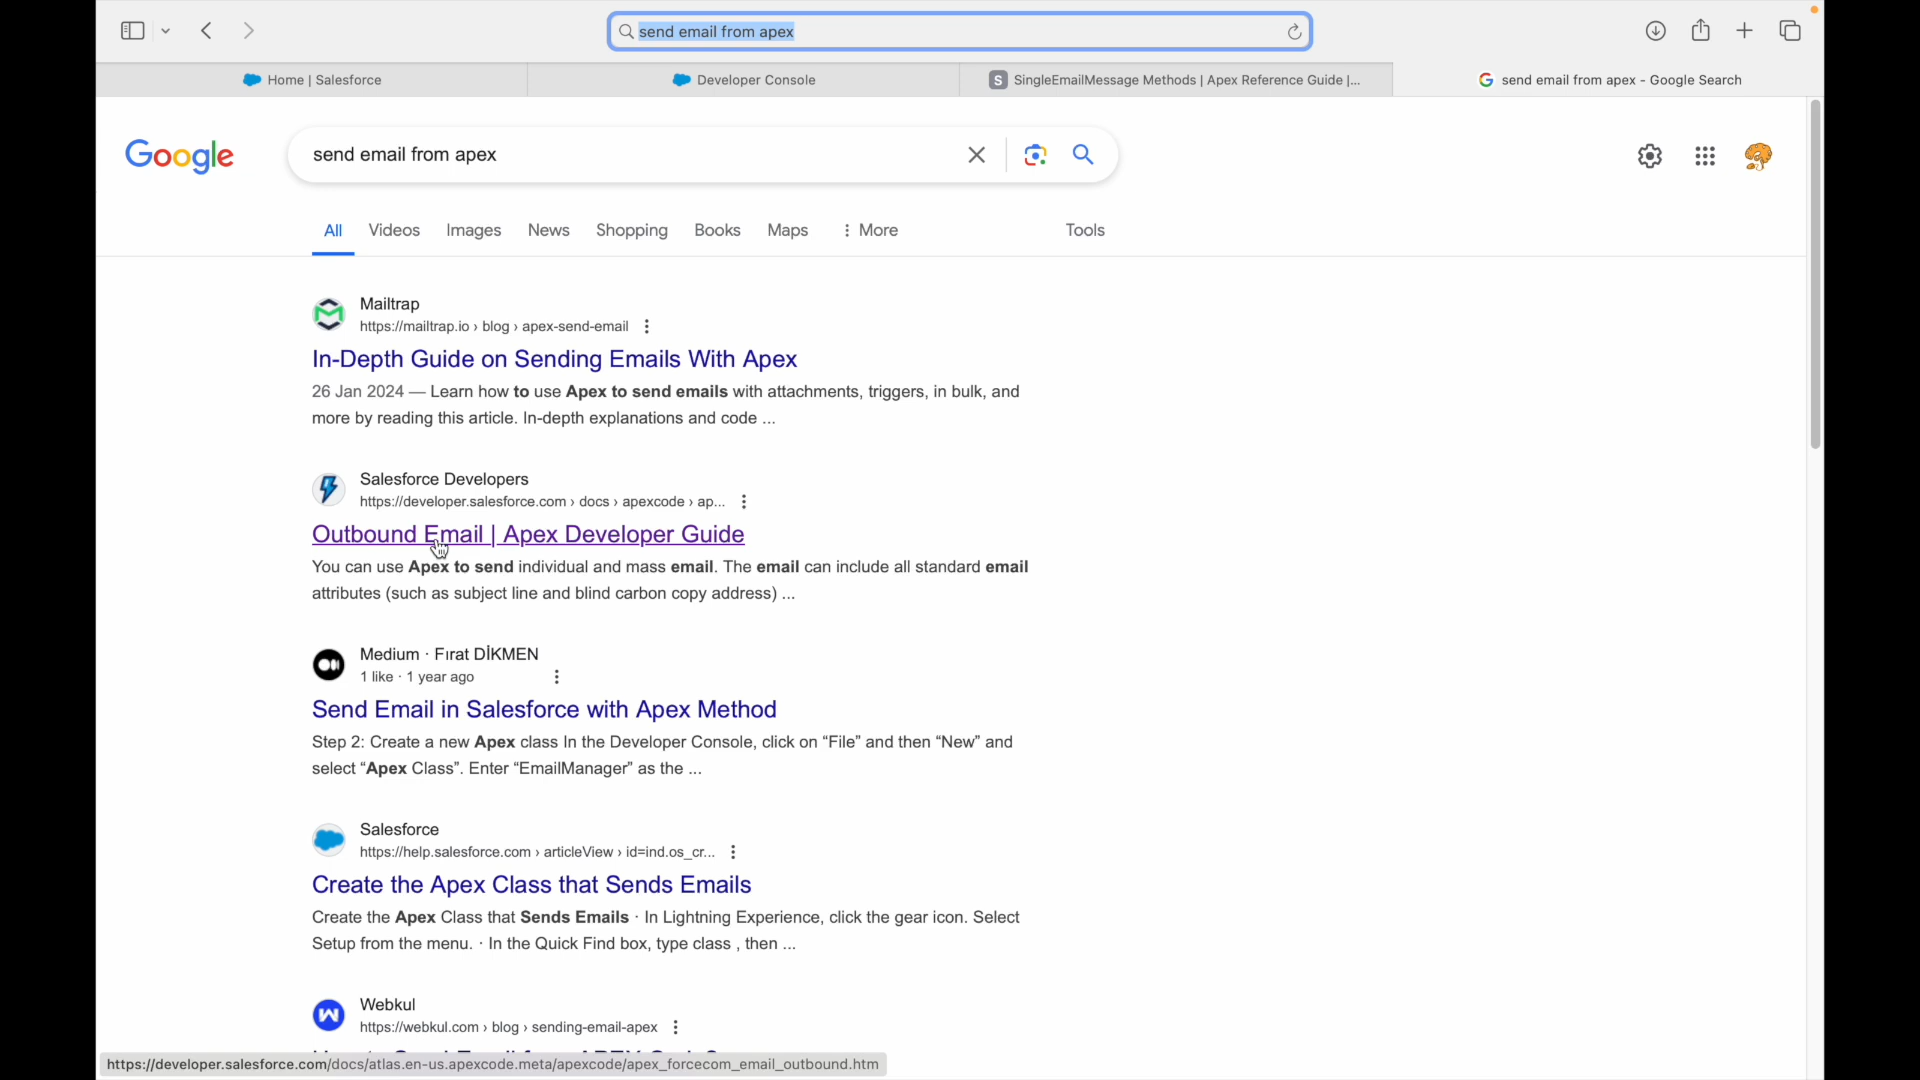 send email from apex
Home | Salesforce
Developer Console
S SingleEmailMessage Methods | Apex Reference Guide |...
G send email from apex - Google Search
Google
send email from apex
All Videos Images News Shopping Books Maps More Tools
Mailtrap
https://mailtrap.io › blog › apex-send-email
In-Depth Guide on Sending Emails With Apex
26 Jan 2024 — Learn how to use Apex to send emails with attachments, triggers, in bulk, and
more by reading this article. In-depth explanations and code ...
Salesforce Developers
https://developer.salesforce.com › docs › apexcode › ap...
Outbound Email | Apex Developer Guide
You can use Apex to send individual and mass email. The email can include all standard email
attributes (such as subject line and blind carbon copy address) ...
Medium · Fırat DİKMEN
1 like · 1 year ago
Send Email in Salesforce with Apex Method
Step 2: Create a new Apex class In the Developer Console, click on “File” and then “New” and
select “Apex Class”. Enter “EmailManager” as the ...
Salesforce
https://help.salesforce.com › articleView › id=ind.os_cr...
Create the Apex Class that Sends Emails
Create the Apex Class that Sends Emails · In Lightning Experience, click the gear icon. Select
Setup from the menu. · In the Quick Find box, type class , then ...
Webkul
https://webkul.com › blog › sending-email-apex
https://developer.salesforce.com/docs/atlas.en-us.apexcode.meta/apexcode/apex_forcecom_email_outbound.htm